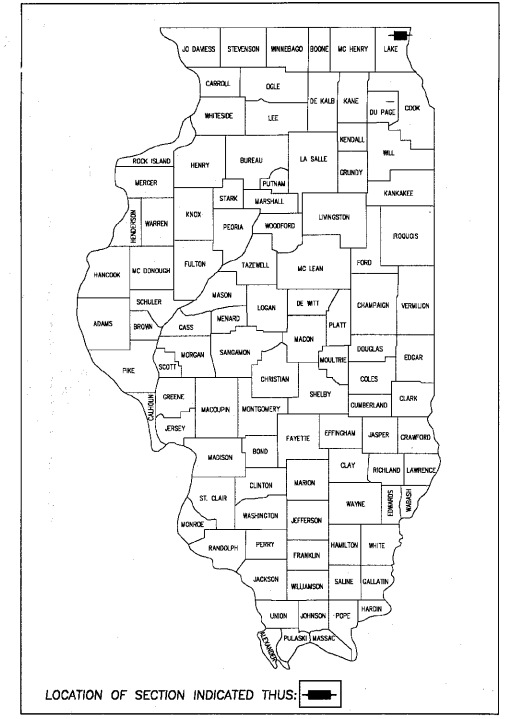 JO DAVIESS STEVENSON WINNEBAGO BOONE MC HENRY LAKE
CARROLL OGLE
DE KALB KANE COOK
DU PAGE
WHITESIDE LEE
KENDALL
WILL
ROCK ISLAND HENRY BUREAU LA SALLE
GRUNDY
MERCER PUTNAM
KANKAKEE
STARK MARSHALL
HENDERSON WARREN KNOX PEORIA WOODFORD LIVINGSTON
IROQUOIS
FULTON TAZEWELL MC LEAN FORD
HANCOOK MC DONOUGH
MASON
SCHULER LOGAN DE WITT CHAMPAIGN VERMILION
ADAMS BROWN CASS MENARD PLATT
MACON
MORGAN SANGAMON DOUGLAS
MOULTRIE EDGAR
PIKE SCOTT
CHRISTIAN COLES
SHELBY
CALHOUN GREENE MACOUPIN MONTGOMERY CUMBERLAND CLARK
JERSEY
FAYETTE EFFINGHAM JASPER CRAWFORD
MADISON BOND
CLAY RICHLAND LAWRENCE
CLINTON MARION
ST. CLAIR
WAYNE EDWARDS WABASH
WASHINGTON
MONROE JEFFERSON
RANDOLPH PERRY HAMILTON WHITE
FRANKLIN
JACKSON WILLIAMSON SALINE GALLATIN
HARDIN
UNION JOHNSON POPE
ALEXANDER PULASKI MASSAC
LOCATION OF SECTION INDICATED THUS: